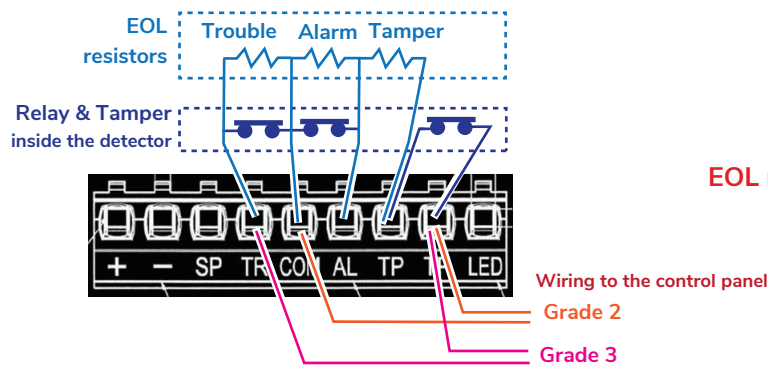 EOL
resistors
Trouble Alarm Tamper
Relay & Tamper
inside the detector
EOL
+ – SP TR COM AL TP TP LED
Wiring to the control panel
Grade 2
Grade 3